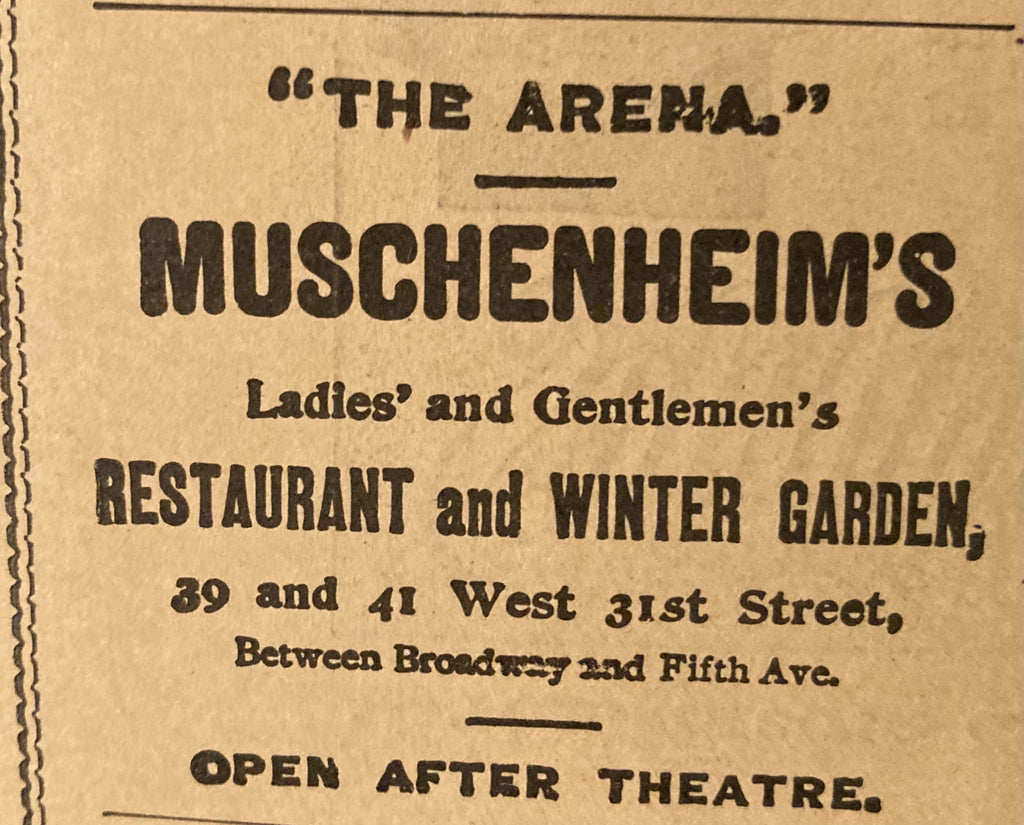 "THE ARENA."
MUSCHENHEIM'S
Ladies' and Gentlemen's
RESTAURANT and WINTER GARDEN,
39 and 41 West 31st Street,
Between Broadway and Fifth Ave.
OPEN AFTER THEATRE.